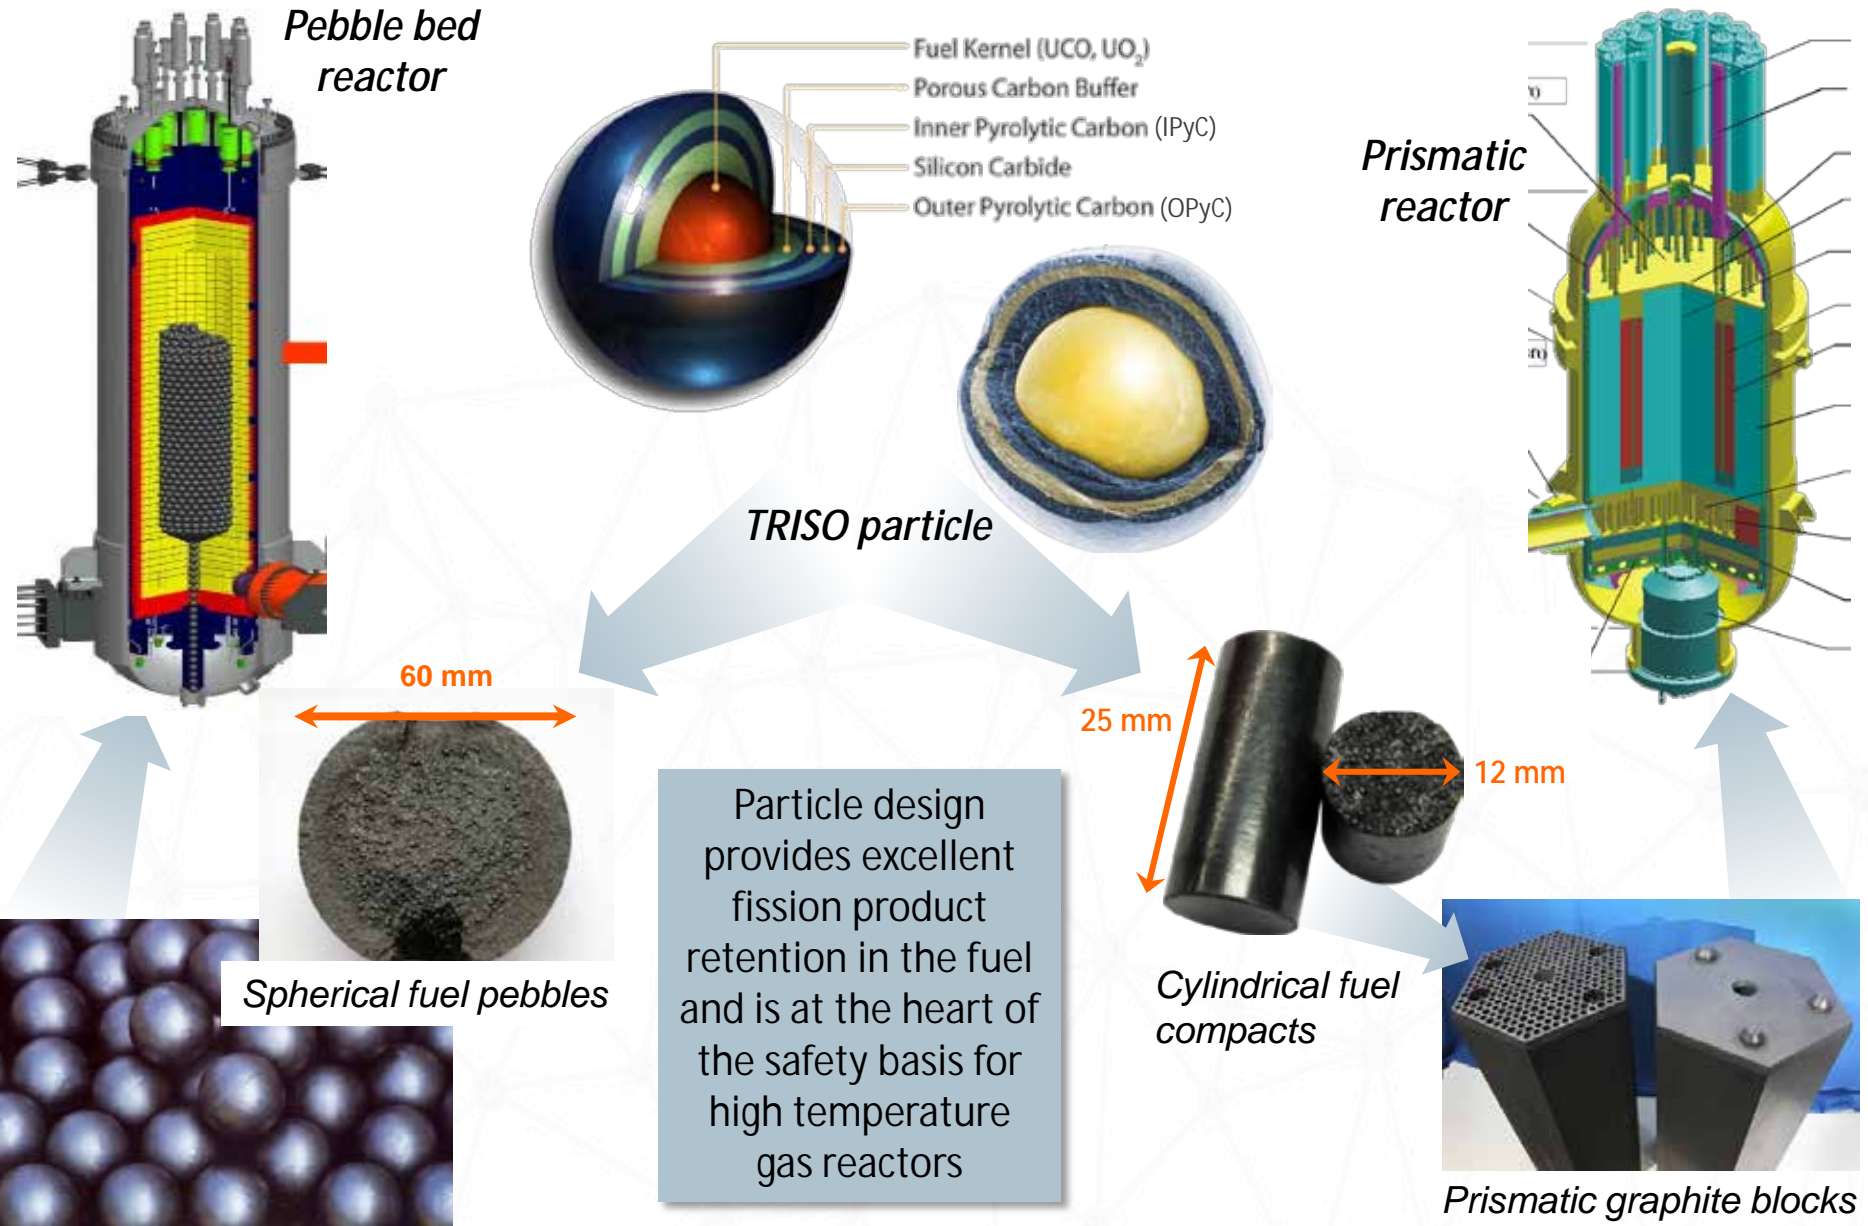 Pebble bed
reactor
Fuel Kernel (UCO, UO₂)
Porous Carbon Buffer
Inner Pyrolytic Carbon (IPyC)
Silicon Carbide
Outer Pyrolytic Carbon (OPyC)
Prismatic
reactor
TRISO particle
60 mm
25 mm
12 mm
Spherical fuel pebbles
Particle design
provides excellent
fission product
retention in the fuel
and is at the heart of
the safety basis for
high temperature
gas reactors
Cylindrical fuel
compacts
Prismatic graphite blocks